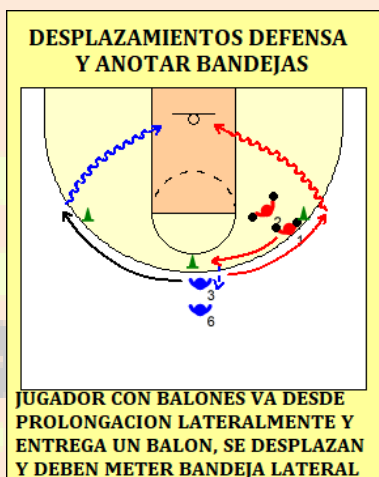 DESPLAZAMIENTOS DEFENSA
Y ANOTAR BANDEJAS
2
1
3
6
JUGADOR CON BALONES VA DESDE
PROLONGACION LATERALMENTE Y
ENTREGA UN BALON, SE DESPLAZAN
Y DEBEN METER BANDEJA LATERAL